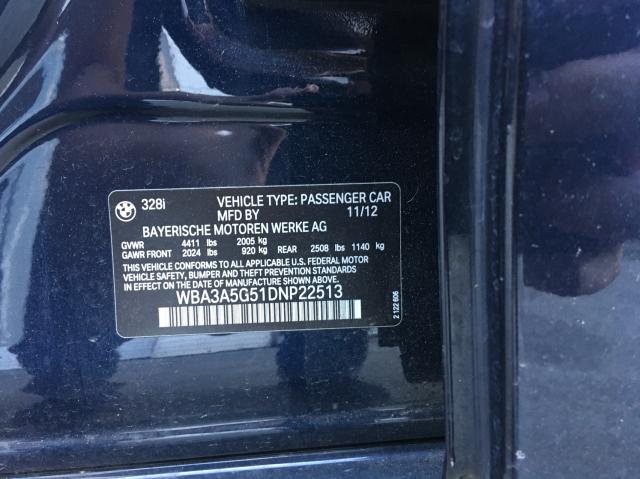 328i VEHICLE TYPE: PASSENGER CAR
MFD BY 11/12
BAYERISCHE MOTOREN WERKE AG
GVWR 4411 lbs 2005 kg
GAWR FRONT 2024 lbs 920 kg REAR 2508 lbs 1140 kg
THIS VEHICLE CONFORMS TO ALL APPLICABLE U.S. FEDERAL MOTOR
VEHICLE SAFETY, BUMPER AND THEFT PREVENTION STANDARDS
IN EFFECT ON THE DATE OF MANUFACTURE SHOWN ABOVE.
WBA3A5G51DNP22513
2 122 606